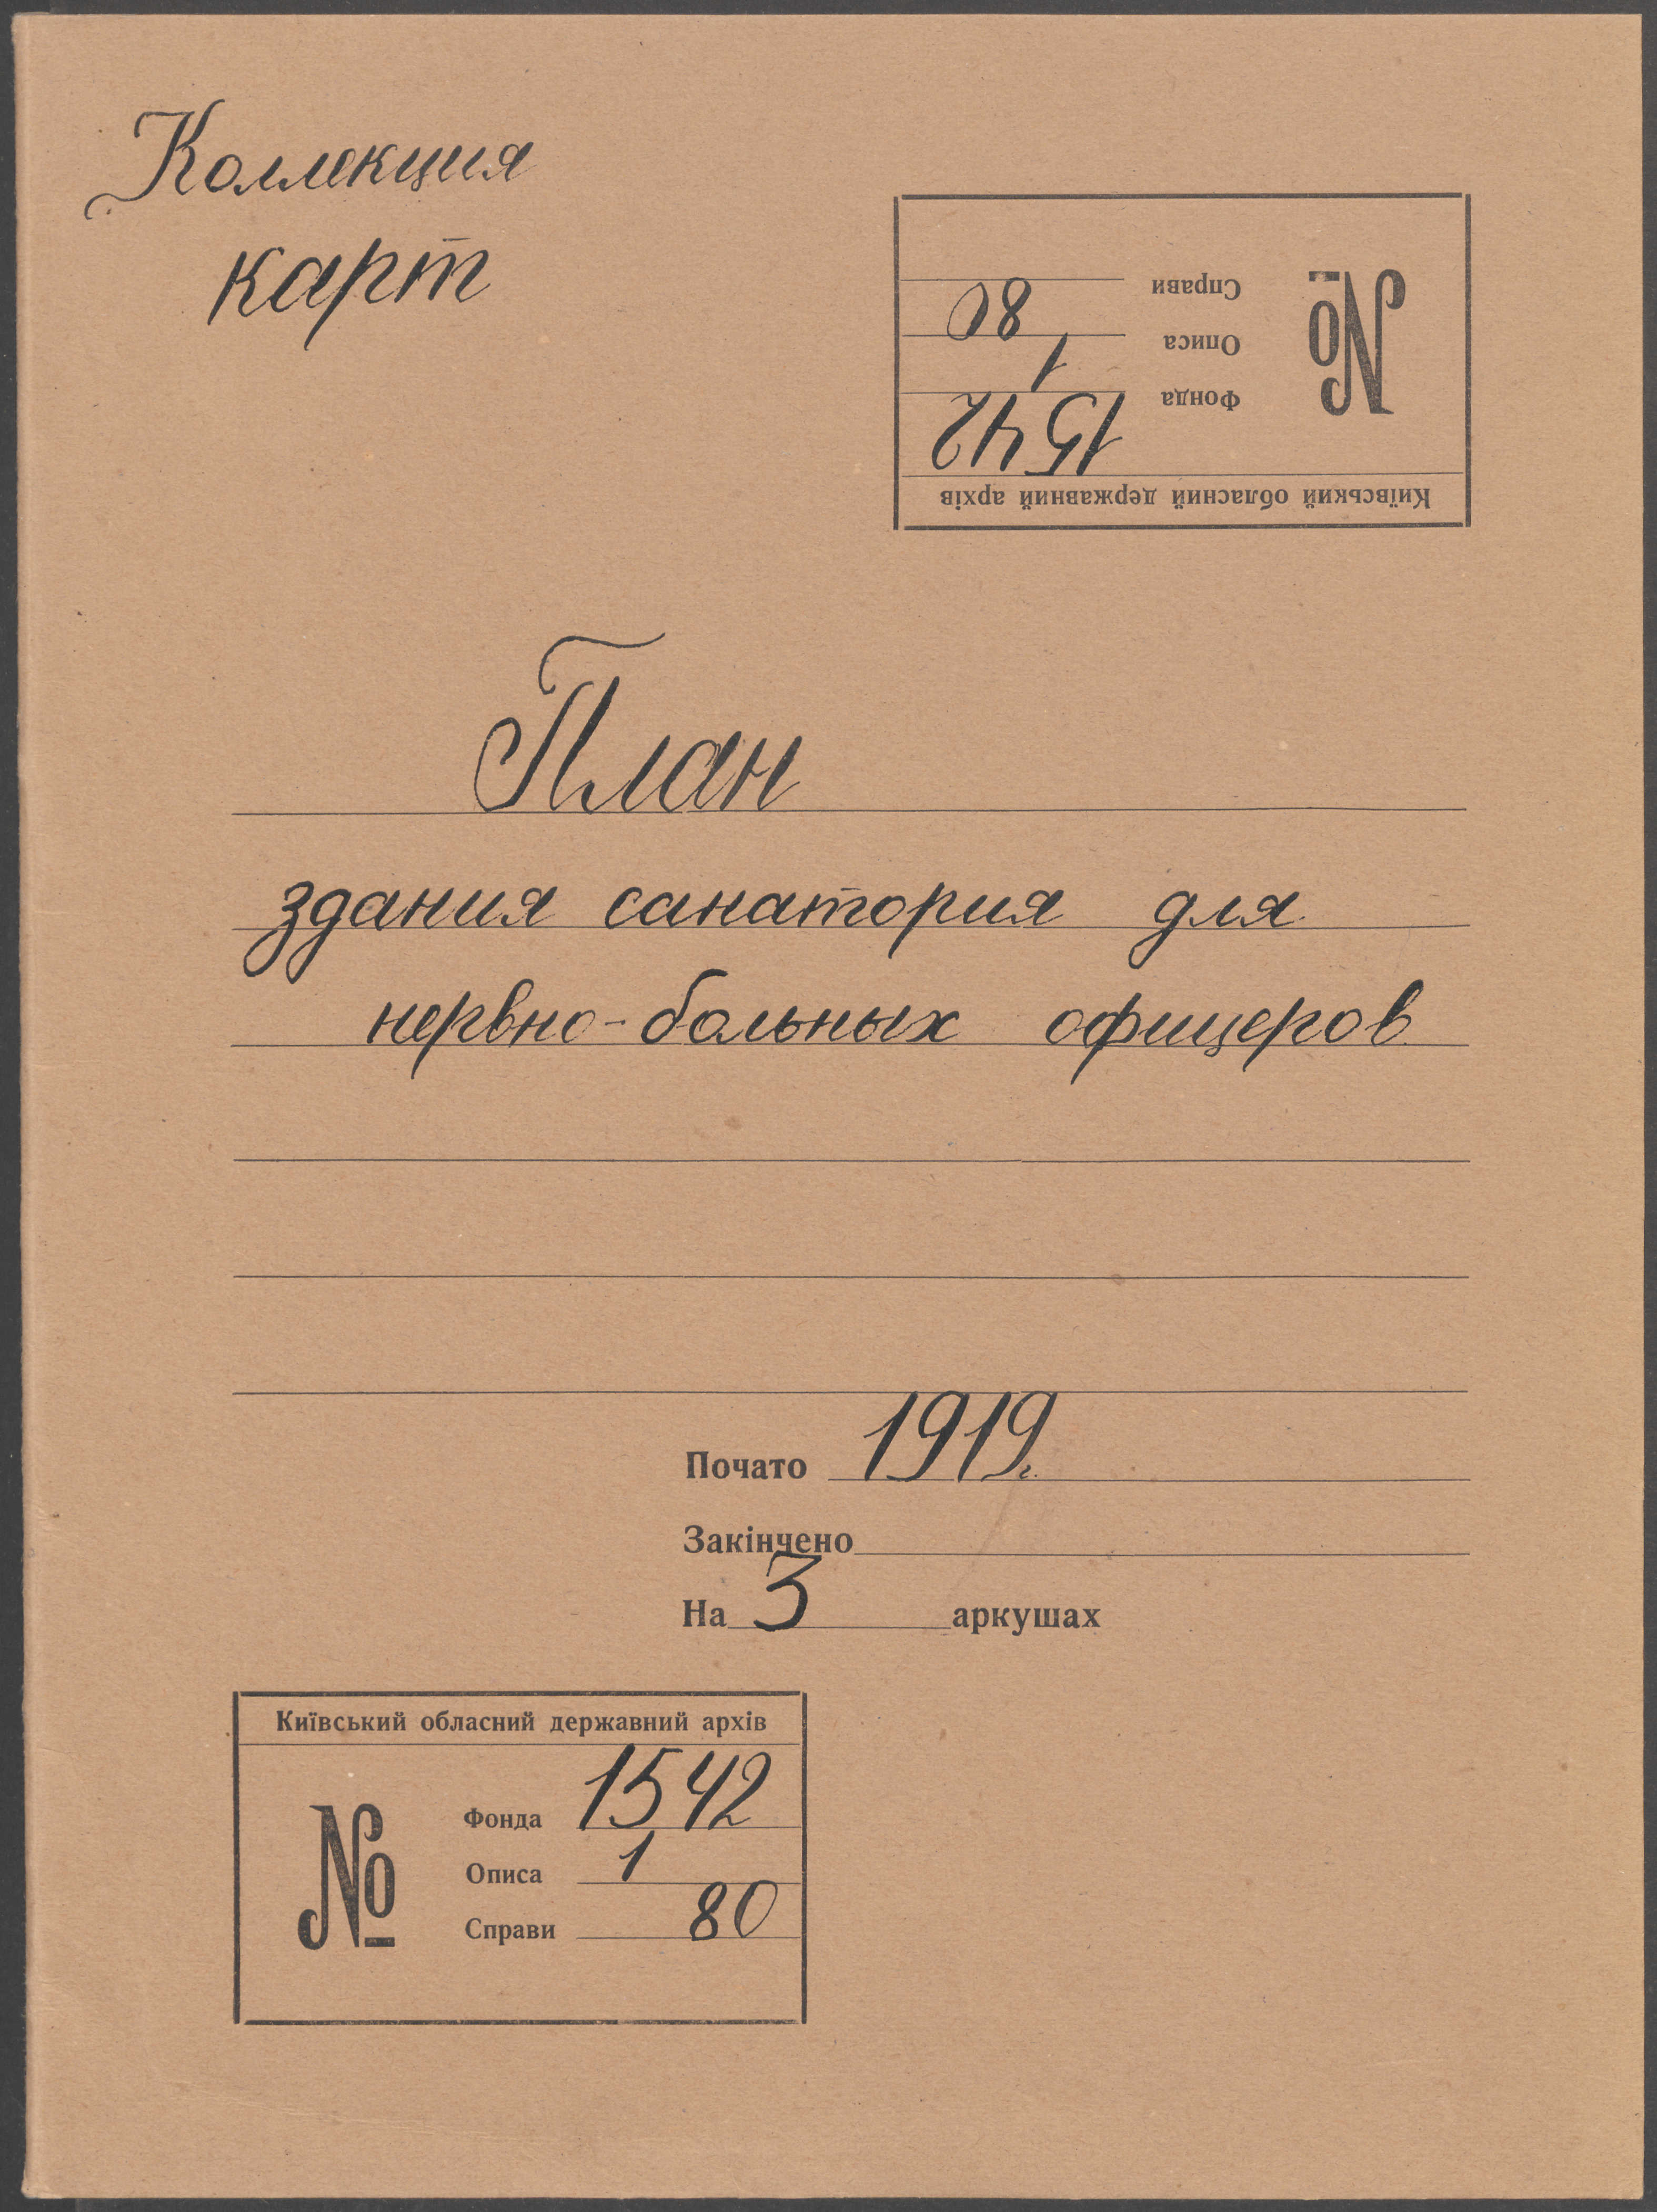 Коллекция
карт
Київський обласний державний архів
№
Фонда 1542
Описа 1
Справи 80
План
здания санатория для
нервно-больных офицеров
Почато 1919г.
Закінчено
На 3 аркушах
Київський обласний державний архів
№
Фонда 1542
Описа 1
Справи 80